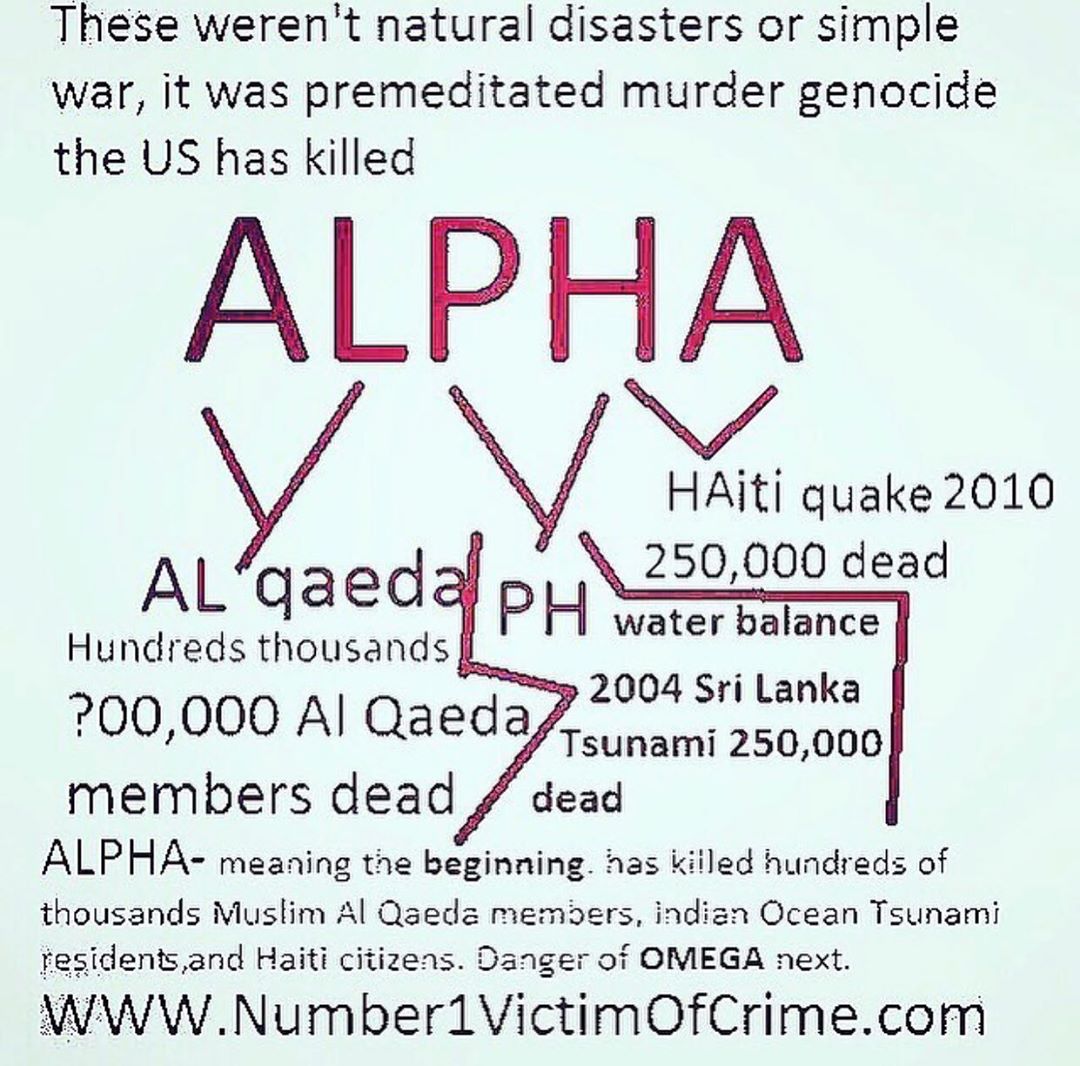 These weren't natural disasters or simple
war, it was premeditated murder genocide
the US has killed
ALPHA
HAiti quake 2010
250,000 dead
AL qaeda
Hundreds thousands
?00,000 Al Qaeda
members dead
PH water balance
2004 Sri Lanka
Tsunami 250,000
dead
ALPHA- meaning the beginning. has killed hundreds of
thousands Muslim Al Qaeda members, indian Ocean Tsunami
residents,and Haiti citizens. Danger of OMEGA next.
WWW.Number1VictimOfCrime.com